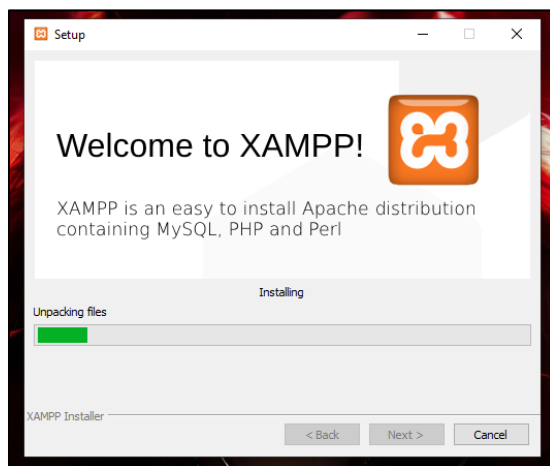 Setup
Welcome to XAMPP!
XAMPP is an easy to install Apache distribution
containing MySQL, PHP and Perl
Installing
Unpacking files
XAMPP Installer
< Back
Next >
Cancel